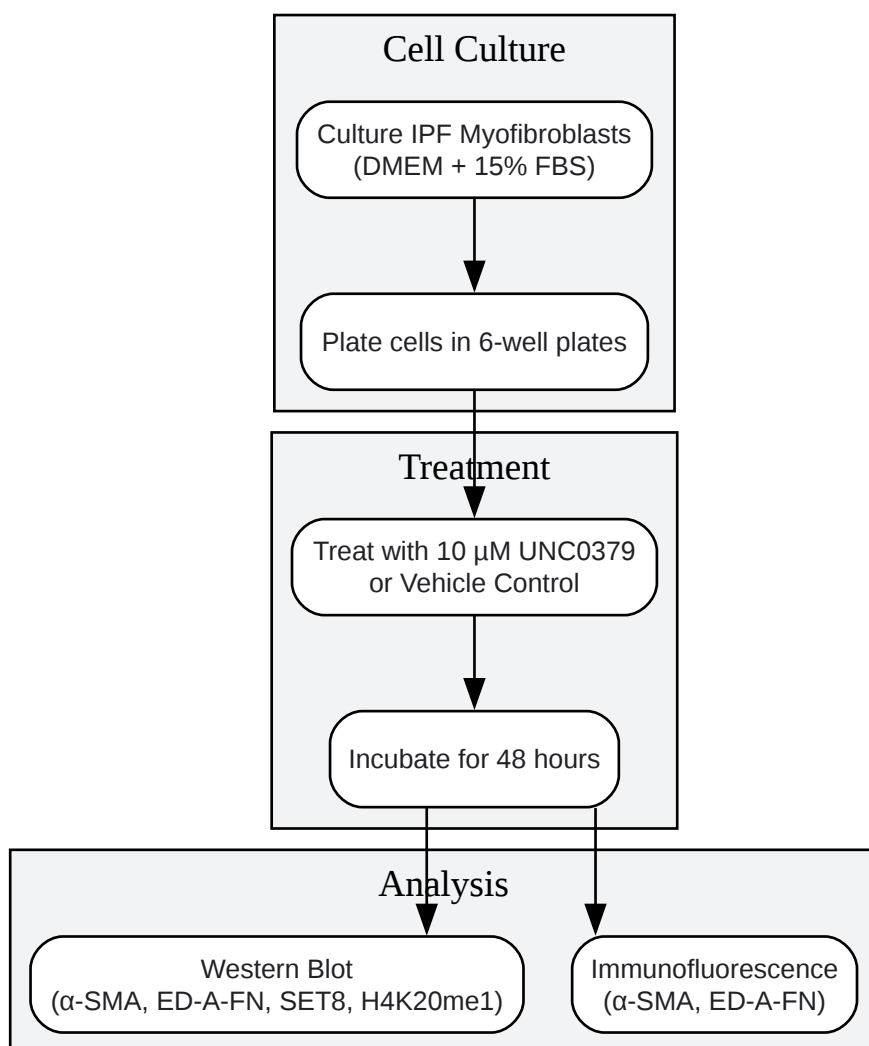 Cell Culture
Culture IPF Myofibroblasts
(DMEM + 15% FBS)
Plate cells in 6-well plates
Treatment
Treat with 10 µM UNC0379
or Vehicle Control
Incubate for 48 hours
Analysis
Western Blot
(α-SMA, ED-A-FN, SET8, H4K20me1)
Immunofluorescence
(α-SMA, ED-A-FN)